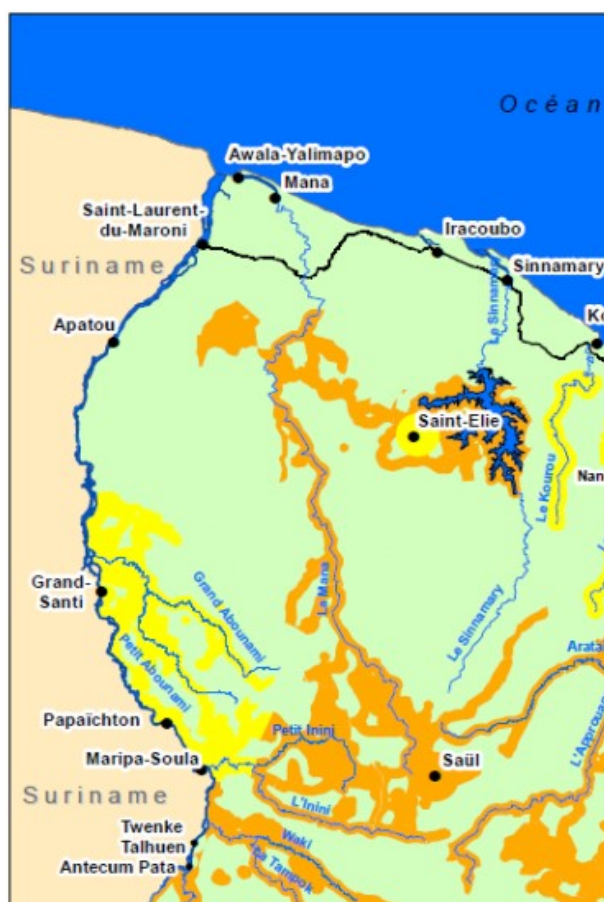 Océan
Awala-Yalimapo
Mana
Saint-Laurent-
du-Maroni
Iracoubo
Suriname
Sinnamary
Le Sinnamary
Apatou
Saint-Elie
Le Kourou
Grand-
Santi
Grand Abounami
Le Mana
Le Sinnamary
Petit Abounami
Papaïchton
Petit Inini
Maripa-Soula
Saül
Suriname
L'Inini
Twenke
Talhuen
Waki
Antecum Pata